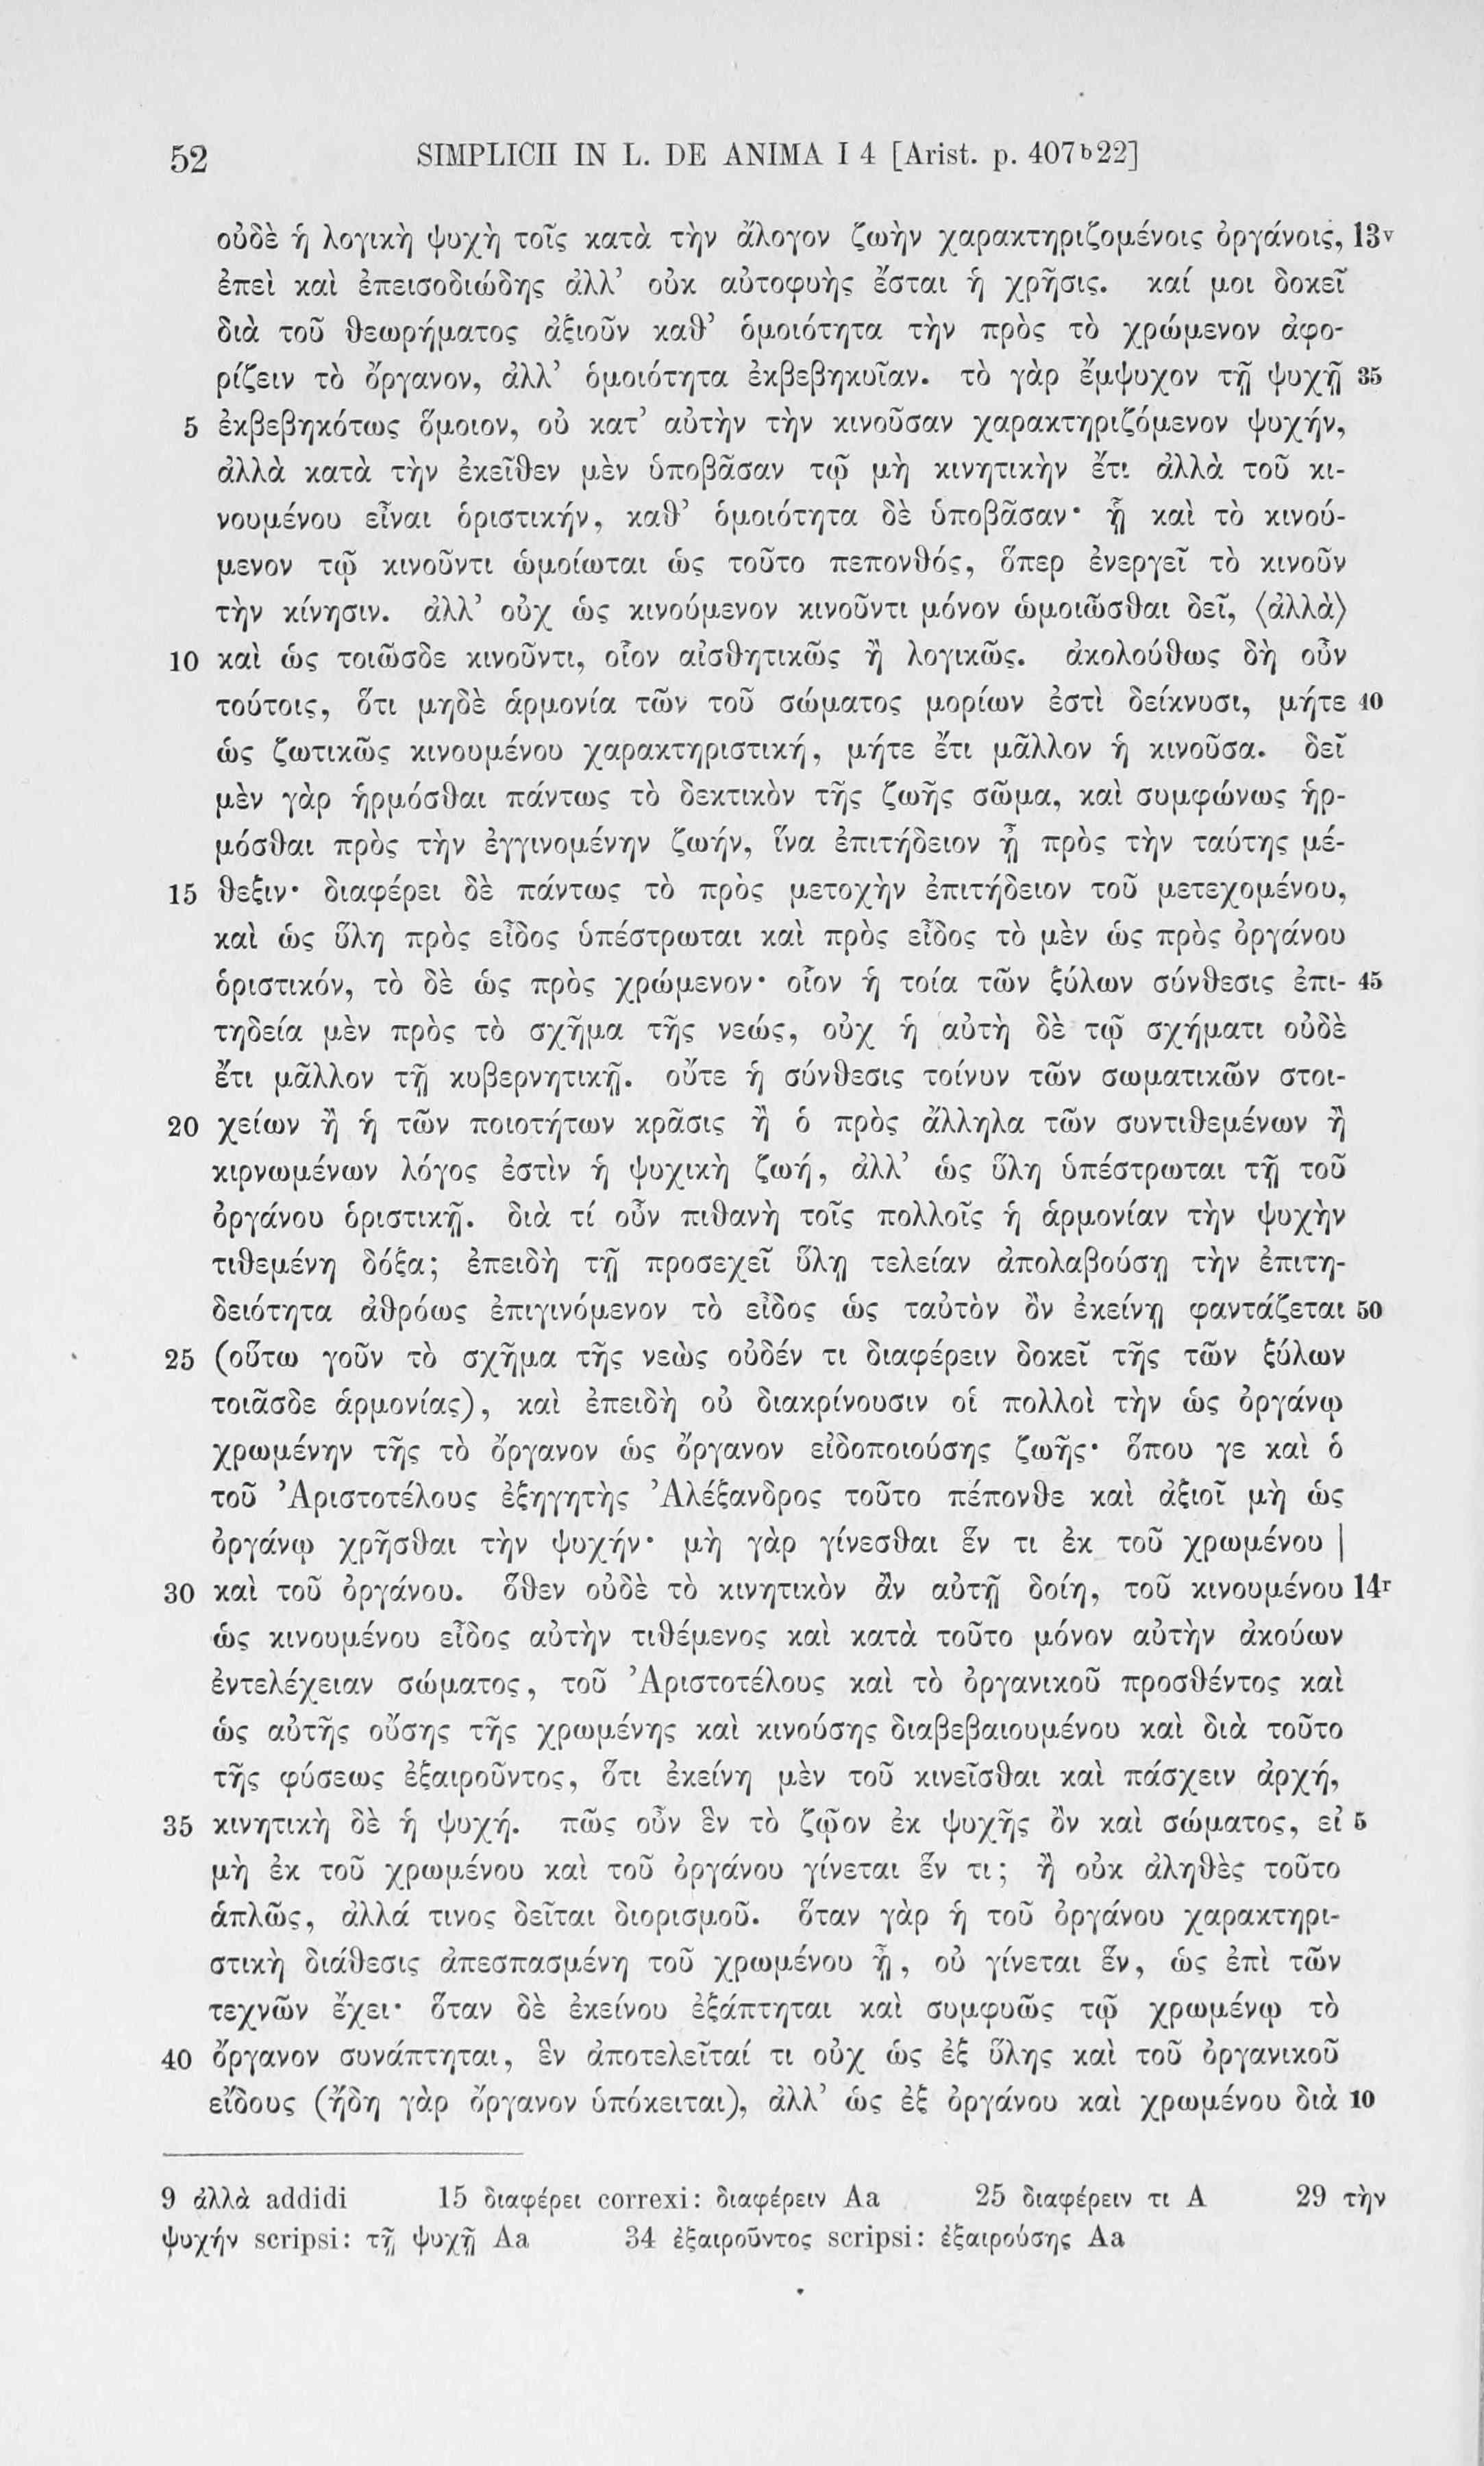 52 SIMPLICII IN L. DE ANIMA I 4 [Arist. p. 407b22]
οὐδὲ ἡ λογικὴ ψυχὴ τοῖς κατὰ τὴν ἄλογον ζωὴν χαρακτηριζομένοις ὀργάνοις, 13v
ἐπεὶ καὶ ἐπεισοδιώδης ἀλλ’ οὐκ αὐτοφυὴς ἔσται ἡ χρῆσις. καί μοι δοκεῖ
διὰ τοῦ θεωρήματος ἀξιοῦν καθ’ ὁμοιότητα τὴν πρὸς τὸ χρώμενον ἀφο-
ρίζειν τὸ ὄργανον, ἀλλ’ ὁμοιότητα ἐκβεβηκυῖαν. τὸ γὰρ ἔμψυχον τῇ ψυχῇ 35
5 ἐκβεβηκότως ὅμοιον, οὐ κατ’ αὐτὴν τὴν κινοῦσαν χαρακτηριζόμενον ψυχήν,
ἀλλὰ κατὰ τὴν ἐκεῖθεν μὲν ὑποβᾶσαν τῷ μὴ κινητικὴν ἔτι ἀλλὰ τοῦ κι-
νουμένου εἶναι ὁριστικήν, καθ’ ὁμοιότητα δὲ ὑποβᾶσαν· ᾗ καὶ τὸ κινού-
μενον τῷ κινοῦντι ὡμοίωται ὡς τοῦτο πεπονθός, ὅπερ ἐνεργεῖ τὸ κινοῦν
τὴν κίνησιν. ἀλλ’ οὐχ ὡς κινούμενον κινοῦντι μόνον ὡμοιῶσθαι δεῖ, ⟨ἀλλὰ⟩
10 καὶ ὡς τοιῶσδε κινοῦντι, οἷον αἰσθητικῶς ἢ λογικῶς. ἀκολούθως δὴ οὖν
τούτοις, ὅτι μηδὲ ἁρμονία τῶν τοῦ σώματος μορίων ἐστὶ δείκνυσι, μήτε 40
ὡς ζωτικῶς κινουμένου χαρακτηριστική, μήτε ἔτι μᾶλλον ἡ κινοῦσα. δεῖ
μὲν γὰρ ἡρμόσθαι πάντως τὸ δεκτικὸν τῆς ζωῆς σῶμα, καὶ συμφώνως ἡρ-
μόσθαι πρὸς τὴν ἐγγινομένην ζωήν, ἵνα ἐπιτήδειον ᾖ πρὸς τὴν ταύτης μέ-
15 θεξιν· διαφέρει δὲ πάντως τὸ πρὸς μετοχὴν ἐπιτήδειον τοῦ μετεχομένου,
καὶ ὡς ὕλη πρὸς εἶδος ὑπέστρωται καὶ πρὸς εἶδος τὸ μὲν ὡς πρὸς ὀργάνου
ὁριστικόν, τὸ δὲ ὡς πρὸς χρώμενον· οἷον ἡ τοία τῶν ξύλων σύνθεσις ἐπι- 45
τηδεία μὲν πρὸς τὸ σχῆμα τῆς νεώς, οὐχ ἡ αὐτὴ δὲ τῷ σχήματι οὐδὲ
ἔτι μᾶλλον τῇ κυβερνητικῇ. οὔτε ἡ σύνθεσις τοίνυν τῶν σωματικῶν στοι-
20 χείων ἢ ἡ τῶν ποιοτήτων κρᾶσις ἢ ὁ πρὸς ἄλληλα τῶν συντιθεμένων ἢ
κιρνωμένων λόγος ἐστὶν ἡ ψυχικὴ ζωή, ἀλλ’ ὡς ὕλη ὑπέστρωται τῇ τοῦ
ὀργάνου ὁριστικῇ. διὰ τί οὖν πιθανὴ τοῖς πολλοῖς ἡ ἁρμονίαν τὴν ψυχὴν
τιθεμένη δόξα; ἐπειδὴ τῇ προσεχεῖ ὕλῃ τελείαν ἀπολαβούσῃ τὴν ἐπιτη-
δειότητα ἀθρόως ἐπιγινόμενον τὸ εἶδος ὡς ταὐτὸν ὂν ἐκείνῃ φαντάζεται 50
25 (οὕτω γοῦν τὸ σχῆμα τῆς νεὼς οὐδέν τι διαφέρειν δοκεῖ τῆς τῶν ξύλων
τοιᾶσδε ἁρμονίας), καὶ ἐπειδὴ οὐ διακρίνουσιν οἱ πολλοὶ τὴν ὡς ὀργάνῳ
χρωμένην τῆς τὸ ὄργανον ὡς ὄργανον εἰδοποιούσης ζωῆς· ὅπου γε καὶ ὁ
τοῦ Ἀριστοτέλους ἐξηγητὴς Ἀλέξανδρος τοῦτο πέπονθε καὶ ἀξιοῖ μὴ ὡς
ὀργάνῳ χρῆσθαι τὴν ψυχήν· μὴ γὰρ γίνεσθαι ἕν τι ἐκ τοῦ χρωμένου |
30 καὶ τοῦ ὀργάνου. ὅθεν οὐδὲ τὸ κινητικὸν ἂν αὐτῇ δοίη, τοῦ κινουμένου 14r
ὡς κινουμένου εἶδος αὐτὴν τιθέμενος καὶ κατὰ τοῦτο μόνον αὐτὴν ἀκούων
ἐντελέχειαν σώματος, τοῦ Ἀριστοτέλους καὶ τὸ ὀργανικοῦ προσθέντος καὶ
ὡς αὐτῆς οὔσης τῆς χρωμένης καὶ κινούσης διαβεβαιουμένου καὶ διὰ τοῦτο
τῆς φύσεως ἐξαιροῦντος, ὅτι ἐκείνη μὲν τοῦ κινεῖσθαι καὶ πάσχειν ἀρχή,
35 κινητικὴ δὲ ἡ ψυχή. πῶς οὖν ἓν τὸ ζῷον ἐκ ψυχῆς ὂν καὶ σώματος, εἰ 5
μὴ ἐκ τοῦ χρωμένου καὶ τοῦ ὀργάνου γίνεται ἕν τι; ἢ οὐκ ἀληθὲς τοῦτο
ἁπλῶς, ἀλλά τινος δεῖται διορισμοῦ. ὅταν γὰρ ἡ τοῦ ὀργάνου χαρακτηρι-
στικὴ διάθεσις ἀπεσπασμένη τοῦ χρωμένου ᾖ, οὐ γίνεται ἕν, ὡς ἐπὶ τῶν
τεχνῶν ἔχει· ὅταν δὲ ἐκείνου ἐξάπτηται καὶ συμφυῶς τῷ χρωμένῳ τὸ
40 ὄργανον συνάπτηται, ἓν ἀποτελεῖταί τι οὐχ ὡς ἐξ ὕλης καὶ τοῦ ὀργανικοῦ
εἴδους (ἤδη γὰρ ὄργανον ὑπόκειται), ἀλλ’ ὡς ἐξ ὀργάνου καὶ χρωμένου διὰ 10
9 ἀλλὰ addidi 15 διαφέρει correxi: διαφέρειν Aa 25 διαφέρειν τι A 29 τὴν
ψυχήν scripsi: τῇ ψυχῇ Aa 34 ἐξαιροῦντος scripsi: ἐξαιρούσης Aa